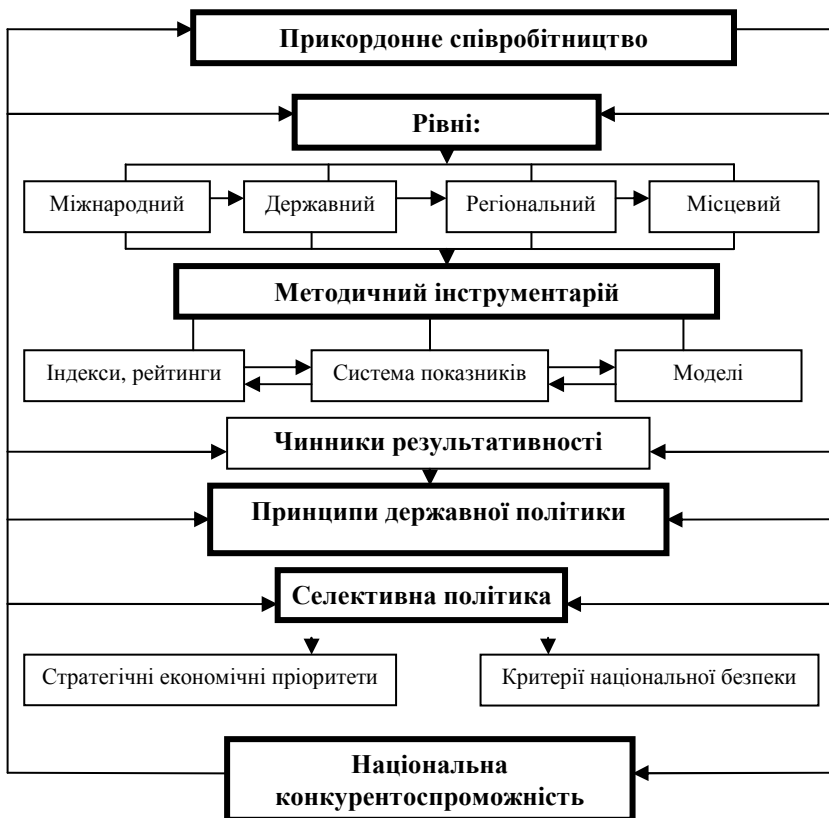 Прикордонне співробітництво
Рівні:
Міжнародний
Державний
Регіональний
Місцевий
Методичний інструментарій
Індекси, рейтинги
Система показників
Моделі
Чинники результативності
Принципи державної політики
Селективна політика
Стратегічні економічні пріоритети
Критерії національної безпеки
Національна
конкурентоспроможність